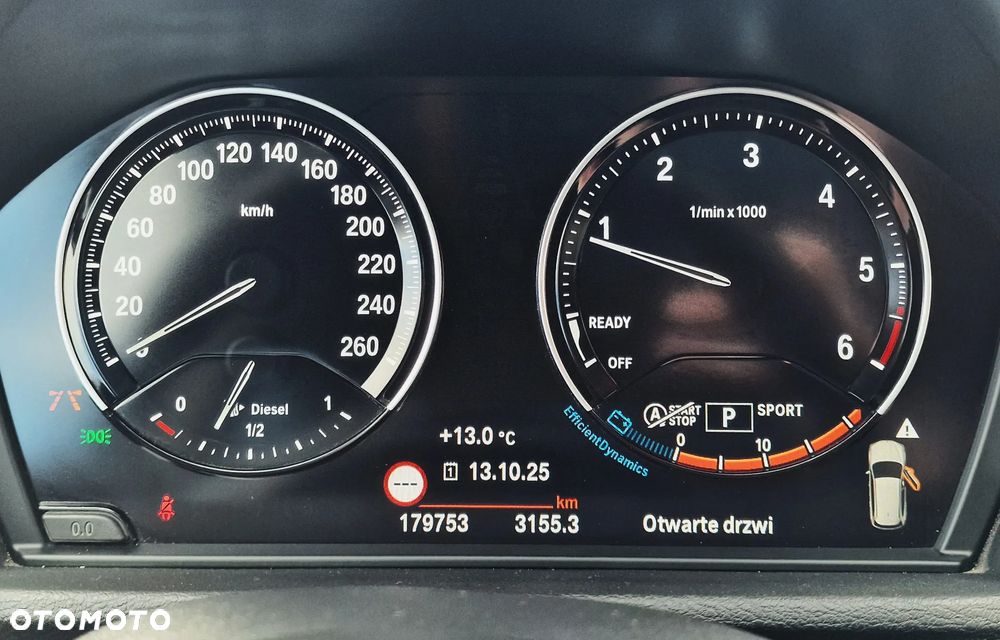 0
20
40
60
80
100
120
140
160
180
200
220
240
260
km/h
0
1/2
1
Diesel
1
2
3
4
5
6
1/min x 1000
READY
OFF
A START
STOP
P
SPORT
0
10
EfficientDynamics
+13.0 °C
1 13.10.25
---
km
179753
3155.3
Otwarte drzwi
0.0
OTOMOTO